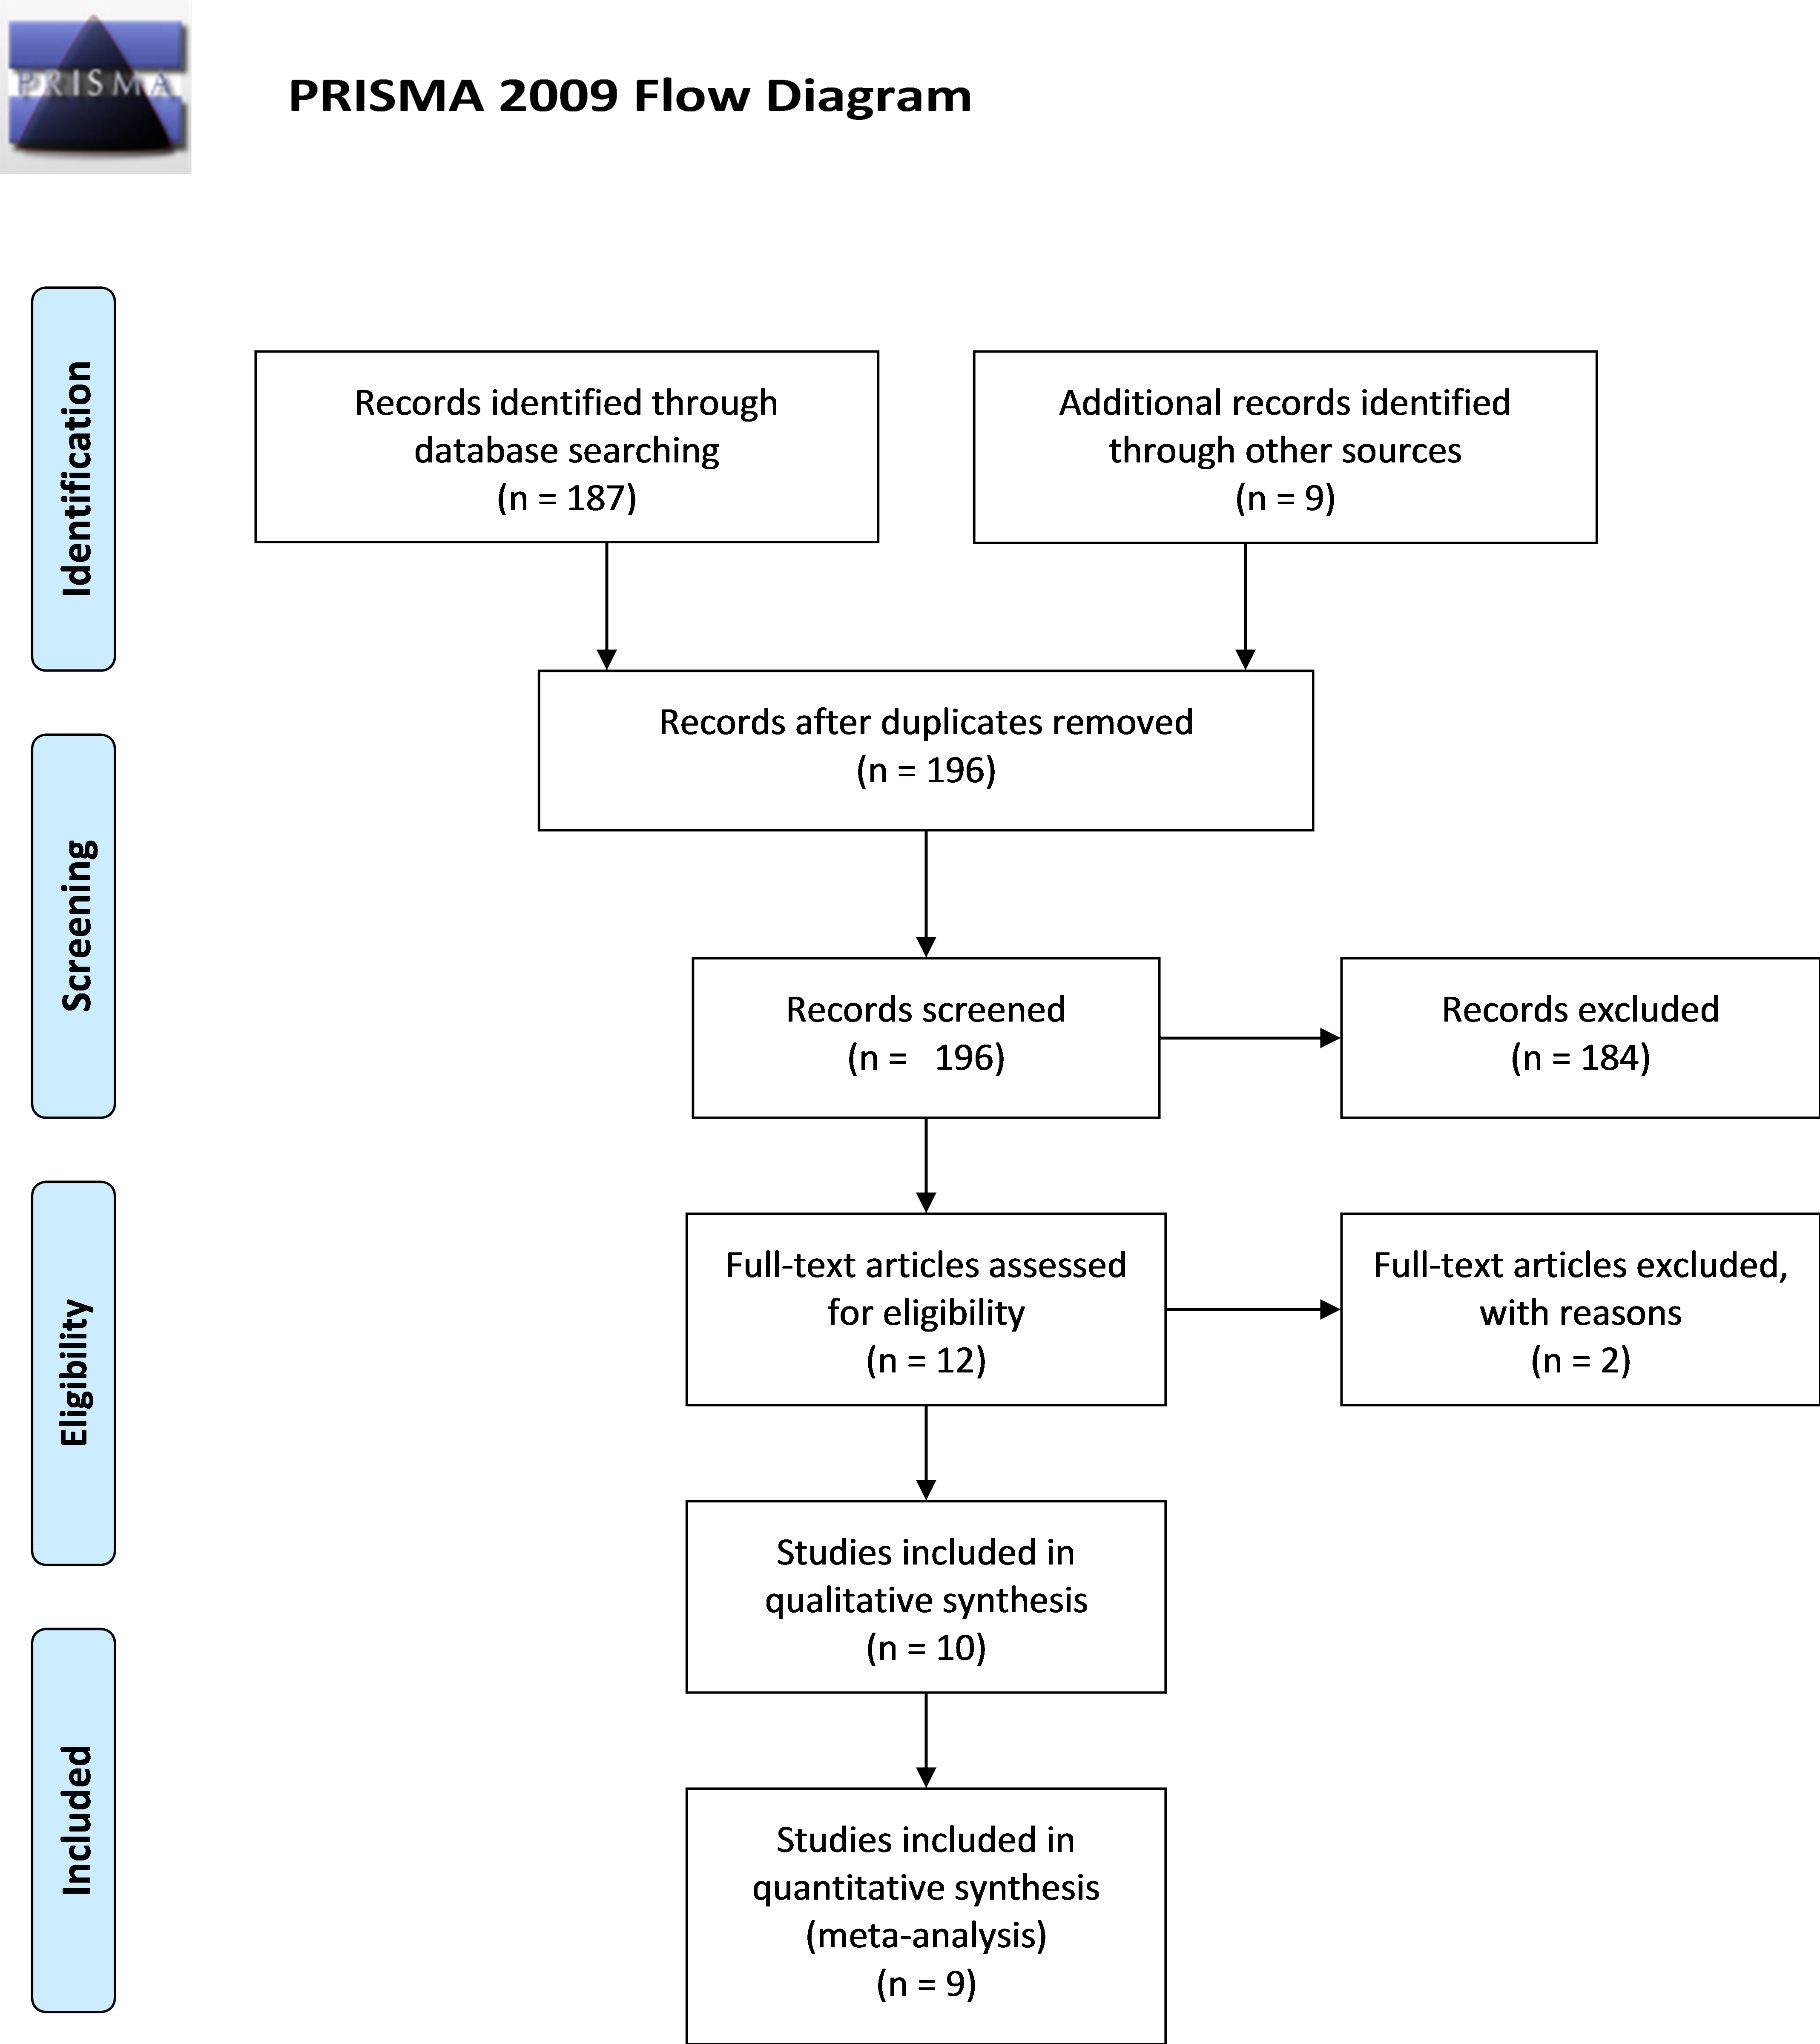 PRISMA
PRISMA 2009 Flow Diagram
Identification
Records identified through
database searching
(n = 187)
Additional records identified
through other sources
(n = 9)
Records after duplicates removed
(n = 196)
Screening
Records screened
(n =   196)
Records excluded
(n = 184)
Eligibility
Full-text articles assessed
for eligibility
(n = 12)
Full-text articles excluded,
with reasons
(n = 2)
Studies included in
qualitative synthesis
(n = 10)
Included
Studies included in
quantitative synthesis
(meta-analysis)
(n = 9)